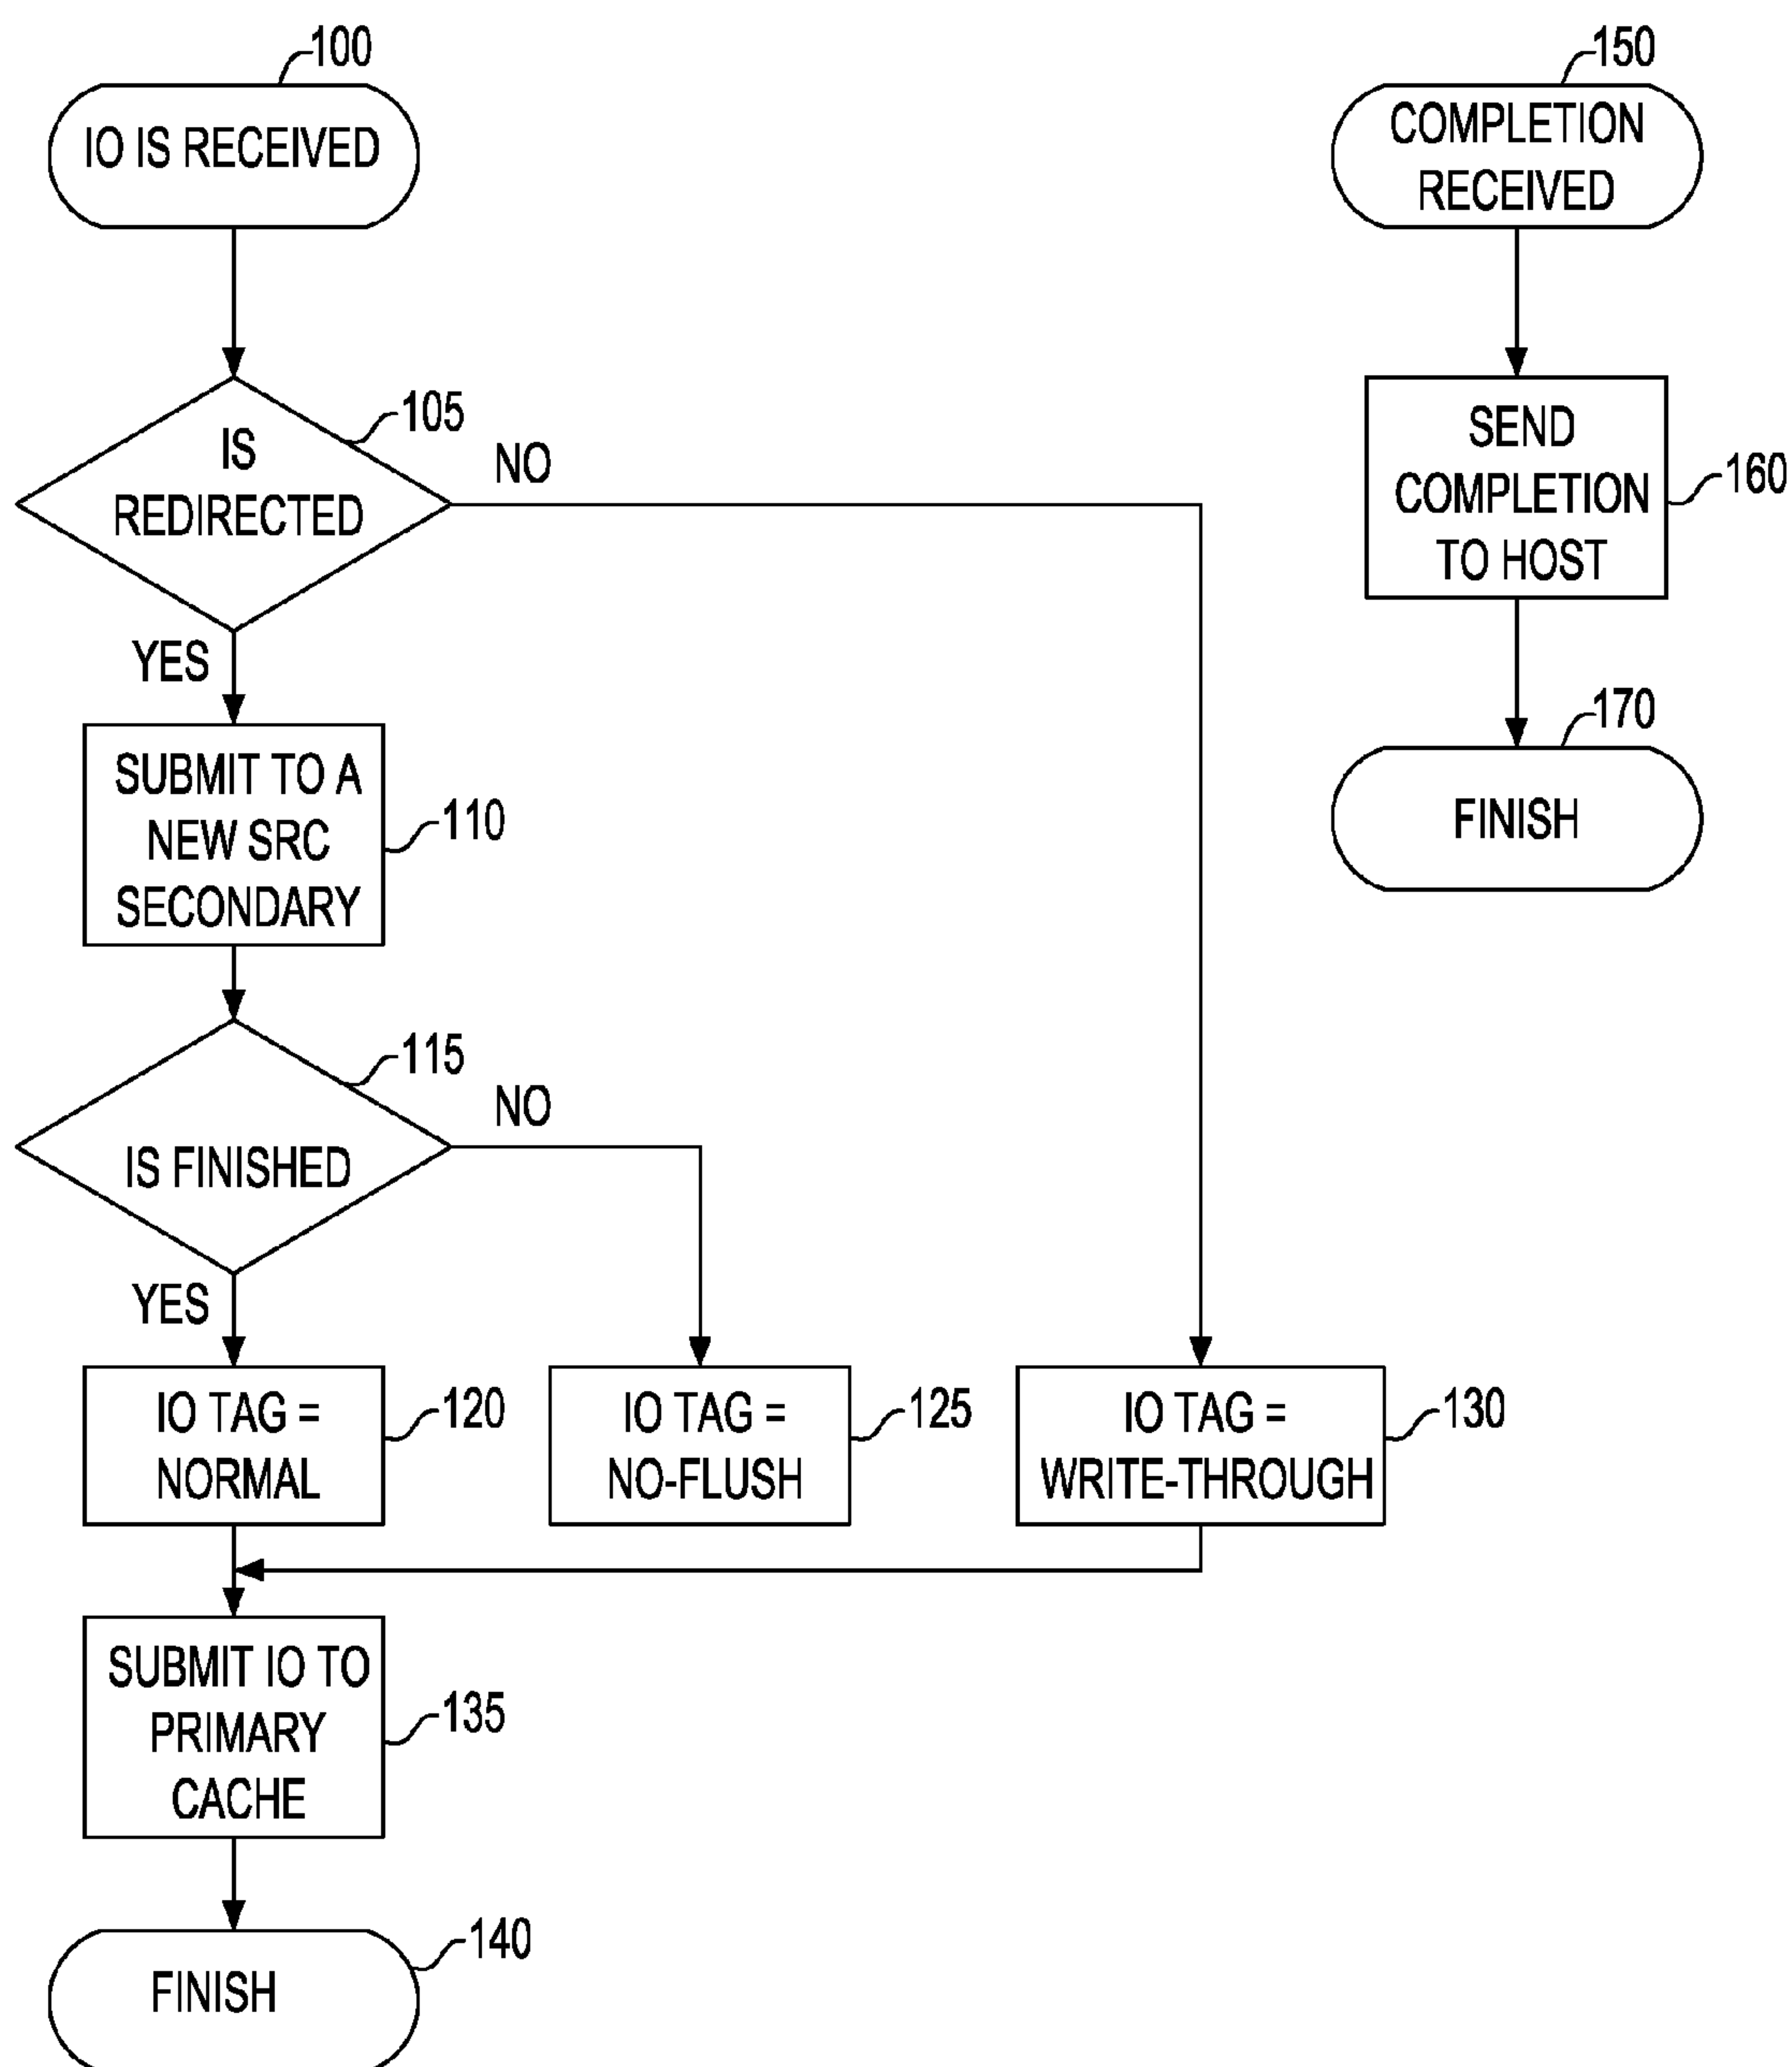 100
IO IS RECEIVED
105
IS
REDIRECTED
NO
YES
SUBMIT TO A
NEW SRC
SECONDARY
110
115
IS FINISHED
NO
YES
IO TAG =
NORMAL
120
IO TAG =
NO-FLUSH
125
IO TAG =
WRITE-THROUGH
130
SUBMIT IO TO
PRIMARY
CACHE
135
140
FINISH
150
COMPLETION
RECEIVED
SEND
COMPLETION
TO HOST
160
170
FINISH